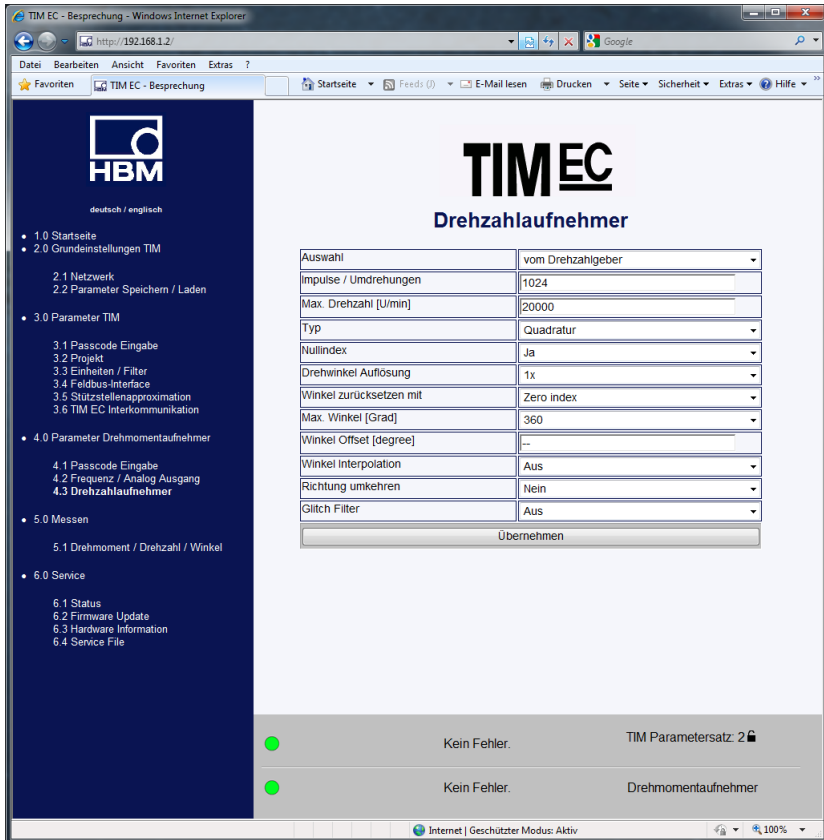 TIM EC - Besprechung - Windows Internet Explorer
http://192.168.1.2/
Google
Datei Bearbeiten Ansicht Favoriten Extras ?
Favoriten TIM EC - Besprechung Startseite Feeds (J) E-Mail lesen Drucken Seite Sicherheit Extras Hilfe »
HBM
deutsch / englisch
1.0 Startseite
2.0 Grundeinstellungen TIM
2.1 Netzwerk
2.2 Parameter Speichern / Laden
3.0 Parameter TIM
3.1 Passcode Eingabe
3.2 Projekt
3.3 Einheiten / Filter
3.4 Feldbus-Interface
3.5 Stützstellenapproximation
3.6 TIM EC Interkommunikation
4.0 Parameter Drehmomentaufnehmer
4.1 Passcode Eingabe
4.2 Frequenz / Analog Ausgang
4.3 Drehzahlaufnehmer
5.0 Messen
5.1 Drehmoment / Drehzahl / Winkel
6.0 Service
6.1 Status
6.2 Firmware Update
6.3 Hardware Information
6.4 Service File
TIM EC
Drehzahlaufnehmer
Auswahl vom Drehzahlgeber
Impulse / Umdrehungen 1024
Max. Drehzahl [U/min] 20000
Typ Quadratur
Nullindex Ja
Drehwinkel Auflösung 1x
Winkel zurücksetzen mit Zero index
Max. Winkel [Grad] 360
Winkel Offset [degree] --
Winkel Interpolation Aus
Richtung umkehren Nein
Glitch Filter Aus
Übernehmen
Kein Fehler. TIM Parametersatz: 2
Kein Fehler. Drehmomentaufnehmer
Internet | Geschützter Modus: Aktiv 100%